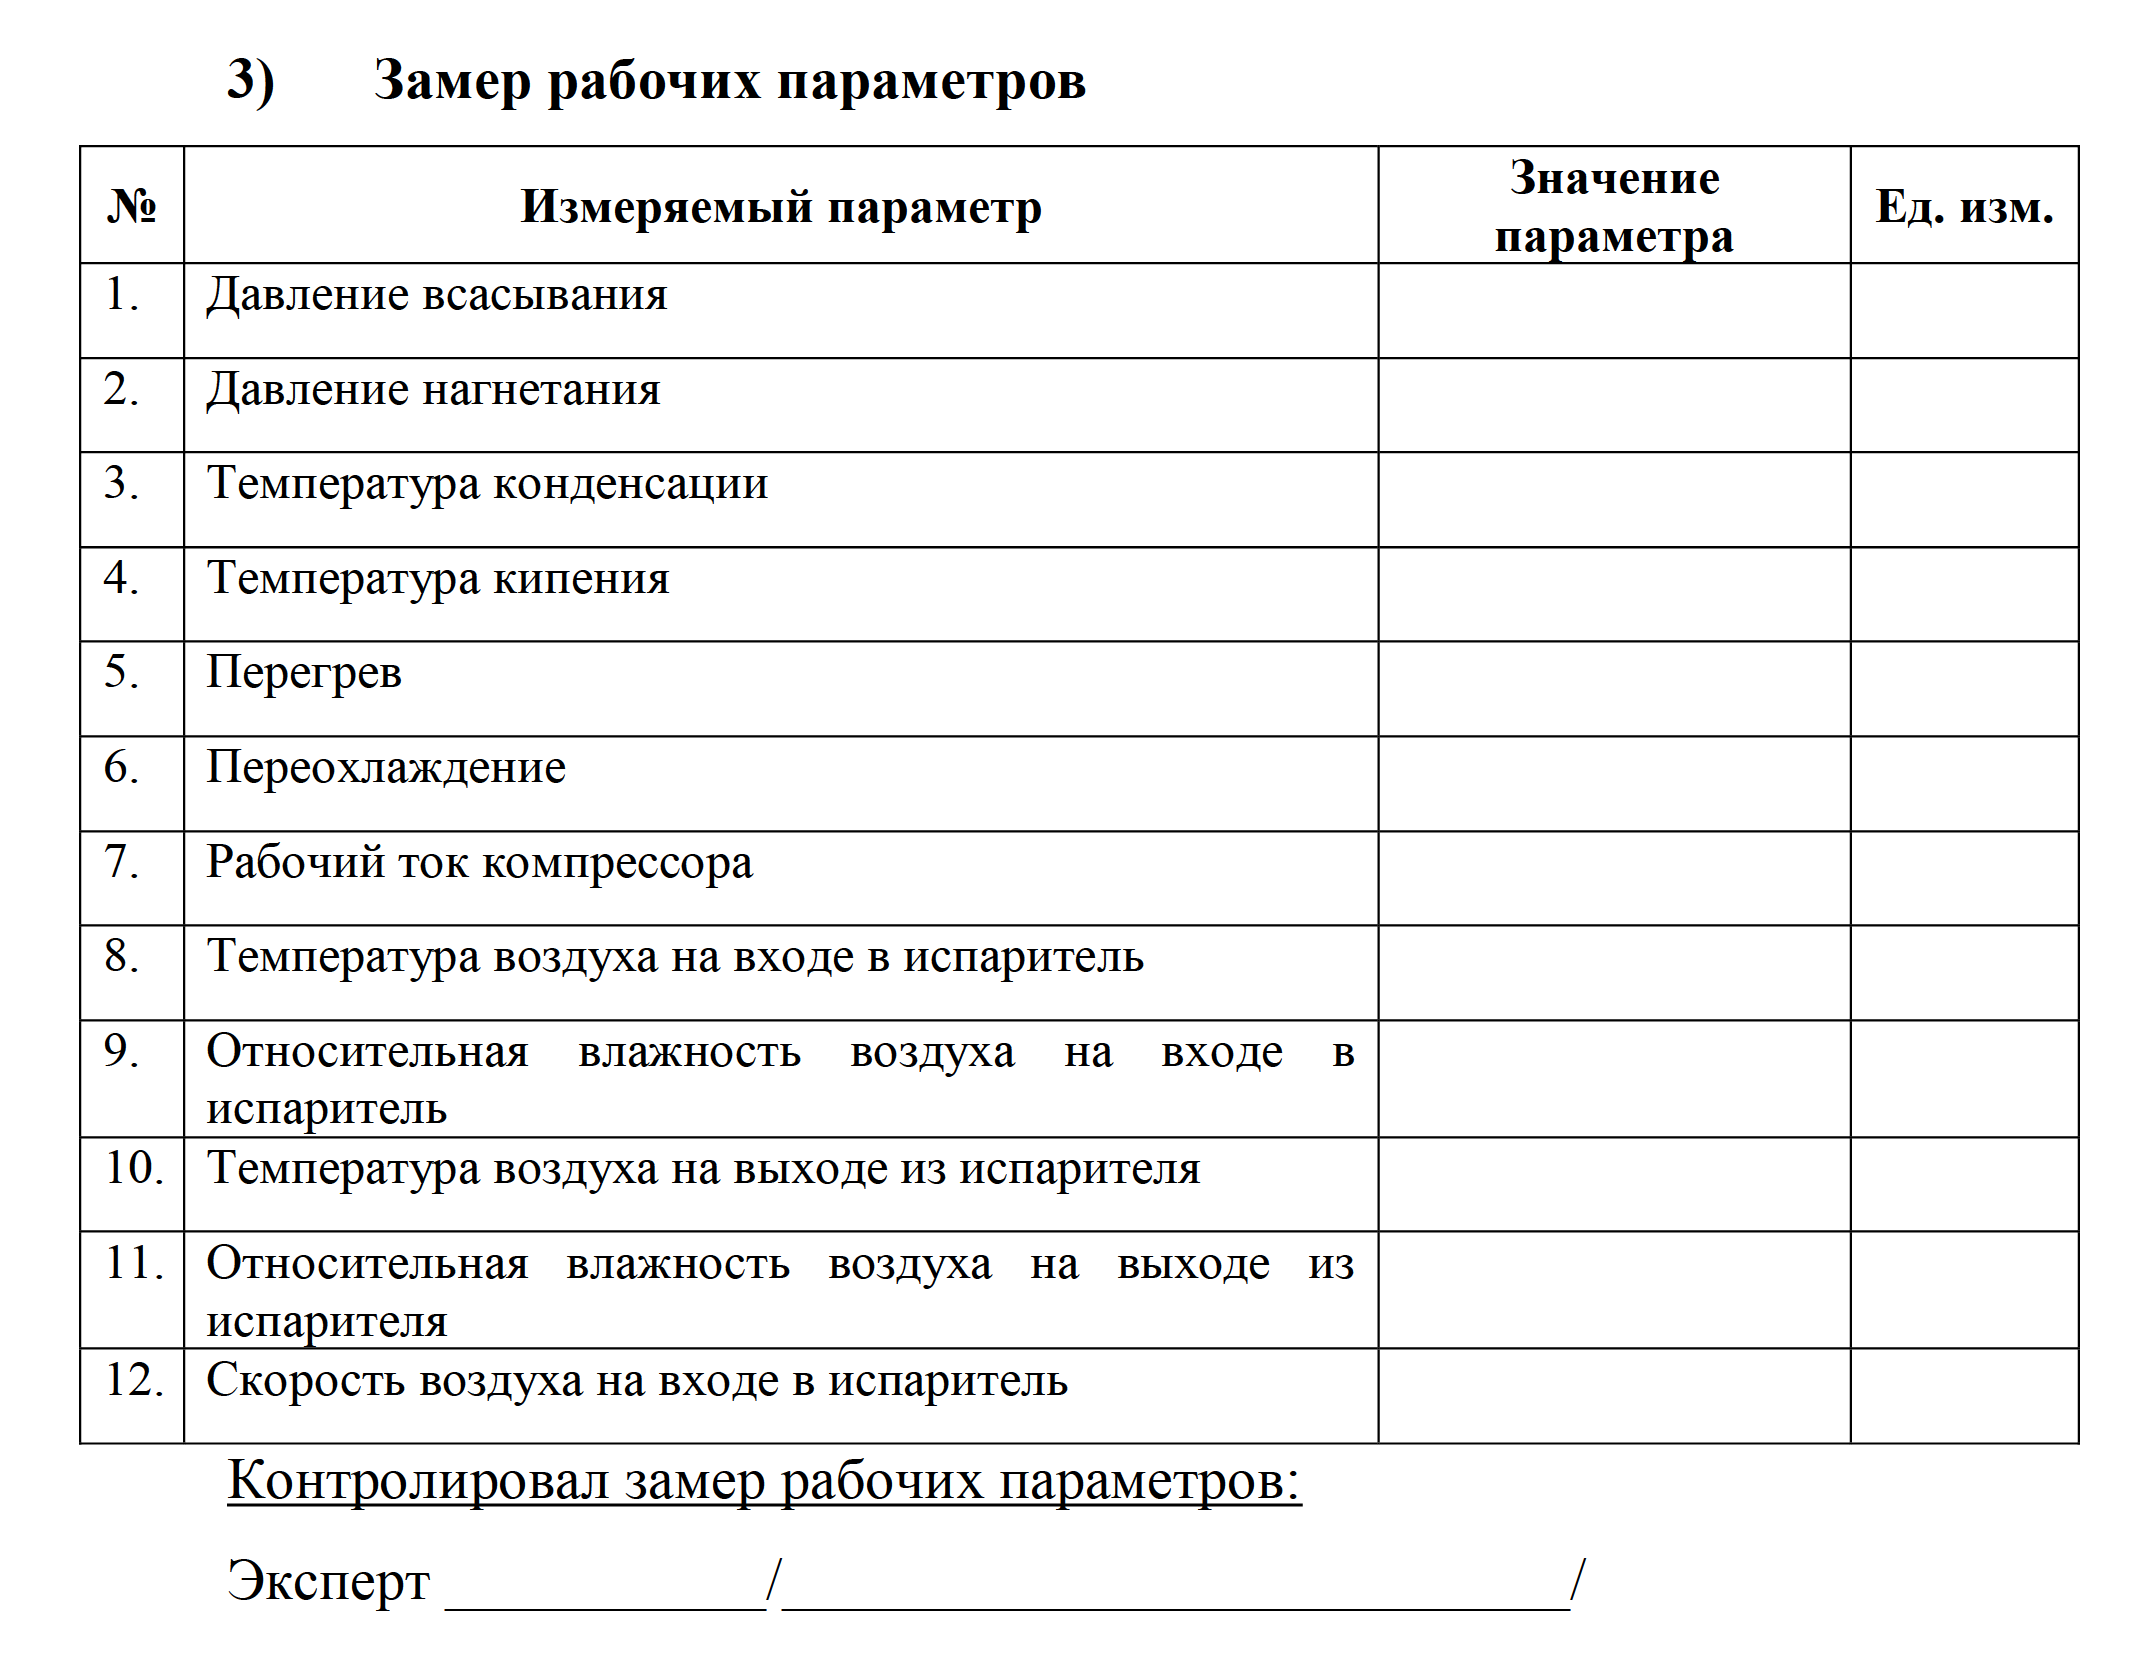 3) Замер рабочих параметров
№ Измеряемый параметр Значение параметра Ед. изм.
1. Давление всасывания
2. Давление нагнетания
3. Температура конденсации
4. Температура кипения
5. Перегрев
6. Переохлаждение
7. Рабочий ток компрессора
8. Температура воздуха на входе в испаритель
9. Относительная влажность воздуха на входе в
испаритель
10. Температура воздуха на выходе из испарителя
11. Относительная влажность воздуха на выходе из
испарителя
12. Скорость воздуха на входе в испаритель
Контролировал замер рабочих параметров:
Эксперт ___________/___________________________/